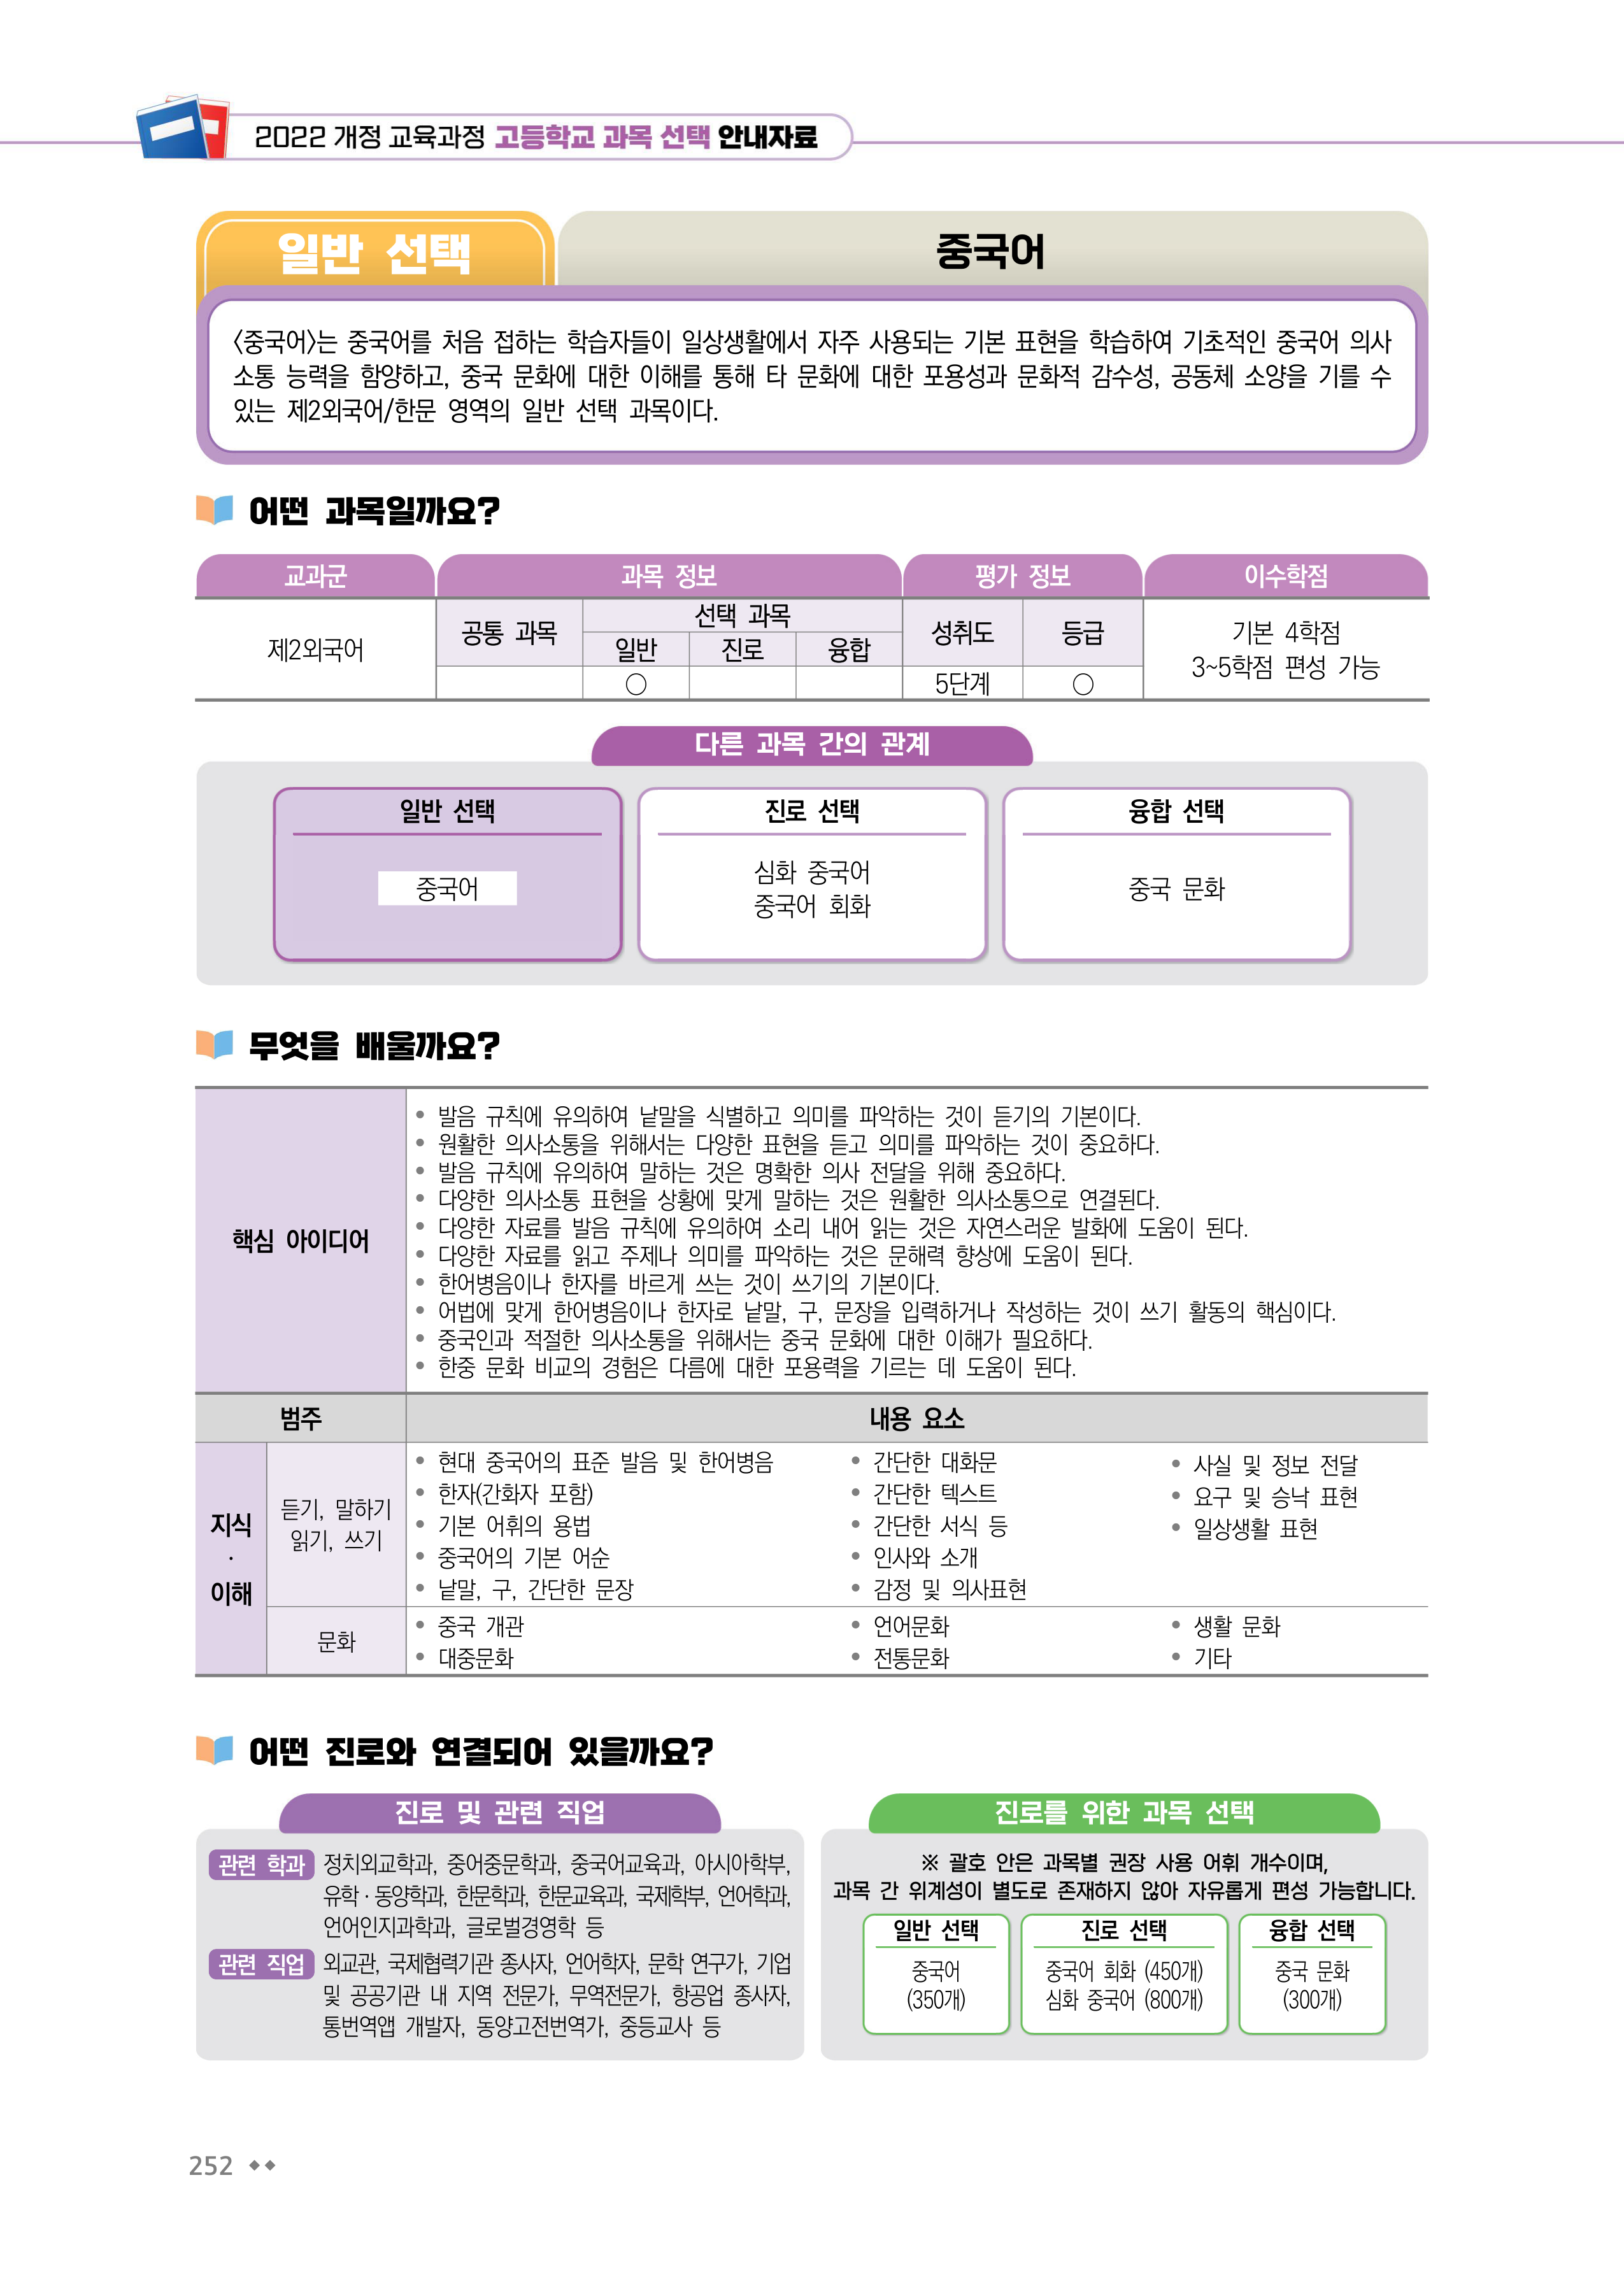 2022 개정 교육과정 고등학교 과목 선택 안내자료
일반 선택
중국어
〈중국어〉는 중국어를 처음 접하는 학습자들이 일상생활에서 자주 사용되는 기본 표현을 학습하여 기초적인 중국어 의사
소통 능력을 함양하고, 중국 문화에 대한 이해를 통해 타 문화에 대한 포용성과 문화적 감수성, 공동체 소양을 기를 수
있는 제2외국어/한문 영역의 일반 선택 과목이다.
어떤 과목일까요?
교과군 과목 정보 평가 정보 이수학점
제2외국어
공통 과목
선택 과목
일반 진로 융합
○
성취도 등급
5단계 ○
기본 4학점
3~5학점 편성 가능
다른 과목 간의 관계
일반 선택
중국어
진로 선택
심화 중국어
중국어 회화
융합 선택
중국 문화
무엇을 배울까요?
핵심 아이디어
• 발음 규칙에 유의하여 낱말을 식별하고 의미를 파악하는 것이 듣기의 기본이다.
• 원활한 의사소통을 위해서는 다양한 표현을 듣고 의미를 파악하는 것이 중요하다.
• 발음 규칙에 유의하여 말하는 것은 명확한 의사 전달을 위해 중요하다.
• 다양한 의사소통 표현을 상황에 맞게 말하는 것은 원활한 의사소통으로 연결된다.
• 다양한 자료를 발음 규칙에 유의하여 소리 내어 읽는 것은 자연스러운 발화에 도움이 된다.
• 다양한 자료를 읽고 주제나 의미를 파악하는 것은 문해력 향상에 도움이 된다.
• 한어병음이나 한자를 바르게 쓰는 것이 쓰기의 기본이다.
• 어법에 맞게 한어병음이나 한자로 낱말, 구, 문장을 입력하거나 작성하는 것이 쓰기 활동의 핵심이다.
• 중국인과 적절한 의사소통을 위해서는 중국 문화에 대한 이해가 필요하다.
• 한중 문화 비교의 경험은 다름에 대한 포용력을 기르는 데 도움이 된다.
범주 내용 요소
지식
·
이해
듣기, 말하기
읽기, 쓰기
• 현대 중국어의 표준 발음 및 한어병음
• 한자(간화자 포함)
• 기본 어휘의 용법
• 중국어의 기본 어순
• 낱말, 구, 간단한 문장
• 간단한 대화문
• 간단한 텍스트
• 간단한 서식 등
• 인사와 소개
• 감정 및 의사표현
• 사실 및 정보 전달
• 요구 및 승낙 표현
• 일상생활 표현
문화
• 중국 개관
• 대중문화
• 언어문화
• 전통문화
• 생활 문화
• 기타
어떤 진로와 연결되어 있을까요?
진로 및 관련 직업
관련 학과 정치외교학과, 중어중문학과, 중국어교육과, 아시아학부,
유학·동양학과, 한문학과, 한문교육과, 국제학부, 언어학과,
언어인지과학과, 글로벌경영학 등
관련 직업 외교관, 국제협력기관 종사자, 언어학자, 문학 연구가, 기업
및 공공기관 내 지역 전문가, 무역전문가, 항공업 종사자,
통번역앱 개발자, 동양고전번역가, 중등교사 등
진로를 위한 과목 선택
※ 괄호 안은 과목별 권장 사용 어휘 개수이며,
과목 간 위계성이 별도로 존재하지 않아 자유롭게 편성 가능합니다.
일반 선택
중국어
(350개)
진로 선택
중국어 회화 (450개)
심화 중국어 (800개)
융합 선택
중국 문화
(300개)
252